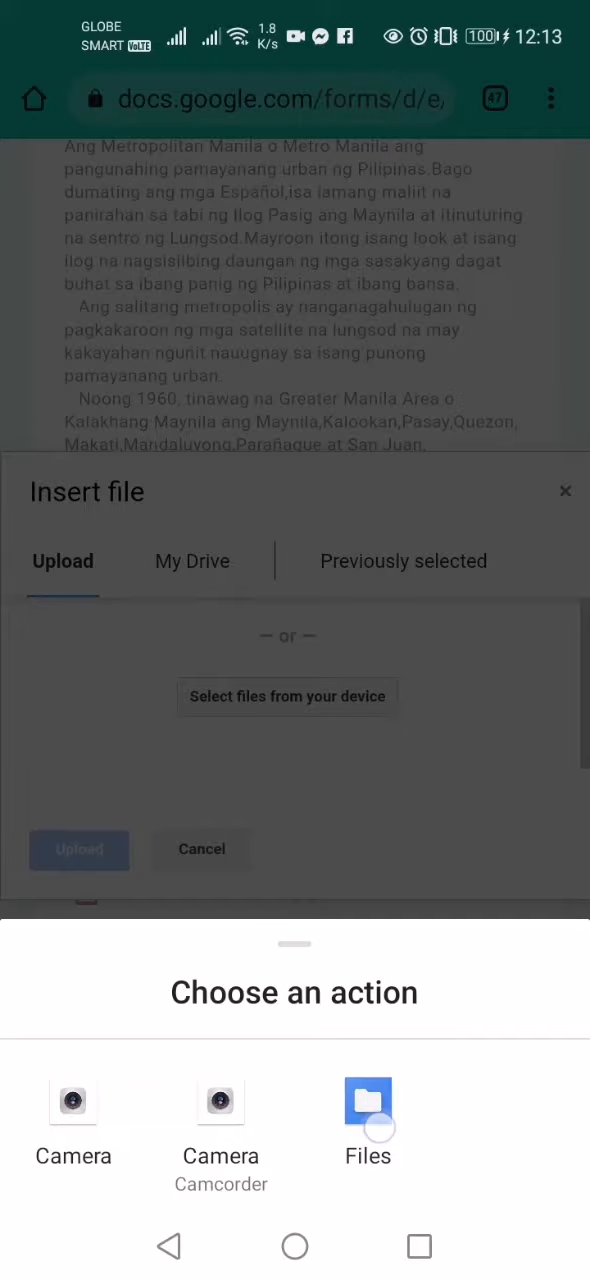 GLOBE
SMART VoLTE
1.8
K/s
100
12:13
docs.google.com/forms/d/e/
47
Ang Metropolitan Manila o Metro Manila ang
pangunahing pamayanang urban ng Pilipinas.Bago
dumating ang mga Español,isa lamang maliit na
panirahan sa tabi ng Ilog Pasig ang Maynila at itinuturing
na sentro ng Lungsod.Mayroon itong isang look at isang
ilog na nagsisilbing daungan ng mga sasakyang dagat
buhat sa ibang panig ng Pilipinas at ibang bansa.
Ang salitang metropolis ay nanganagahulugan ng
pagkakaroon ng mga satellite na lungsod na may
kakayahan ngunit nauugnay sa isang punong
pamayanang urban.
Noong 1960, tinawag na Greater Manila Area o
Kalakhang Maynila ang Maynila,Kalookan,Pasay,Quezon,
Makati,Mandaluyong,Parañaque at San Juan.
Insert file
×
Upload
My Drive
Previously selected
— or —
Select files from your device
Upload
Cancel
Choose an action
Camera
Camera
Files
Camcorder